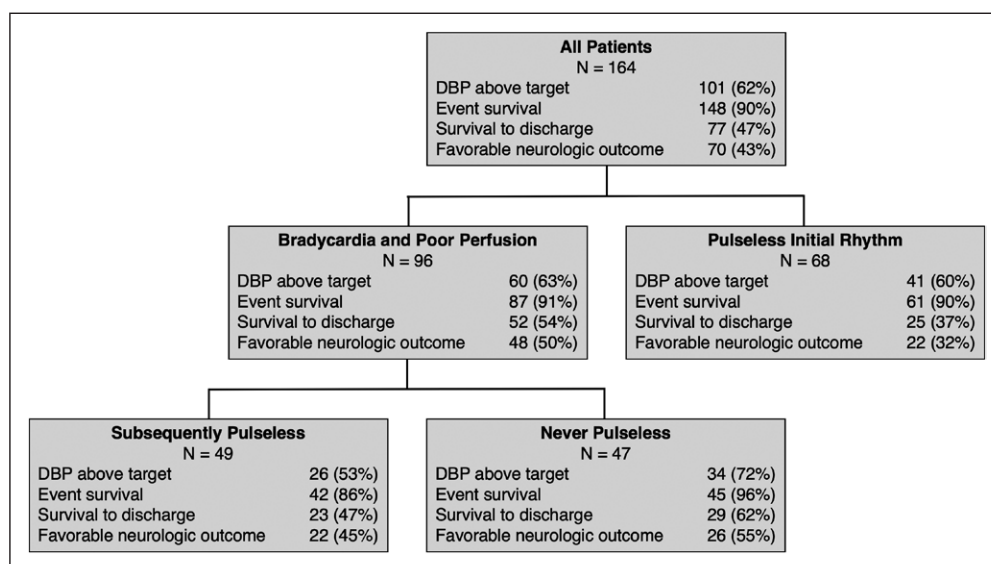 All Patients
N = 164
DBP above target 101 (62%)
Event survival 148 (90%)
Survival to discharge 77 (47%)
Favorable neurologic outcome 70 (43%)
Bradycardia and Poor Perfusion
N = 96
DBP above target 60 (63%)
Event survival 87 (91%)
Survival to discharge 52 (54%)
Favorable neurologic outcome 48 (50%)
Pulseless Initial Rhythm
N = 68
DBP above target 41 (60%)
Event survival 61 (90%)
Survival to discharge 25 (37%)
Favorable neurologic outcome 22 (32%)
Subsequently Pulseless
N = 49
DBP above target 26 (53%)
Event survival 42 (86%)
Survival to discharge 23 (47%)
Favorable neurologic outcome 22 (45%)
Never Pulseless
N = 47
DBP above target 34 (72%)
Event survival 45 (96%)
Survival to discharge 29 (62%)
Favorable neurologic outcome 26 (55%)